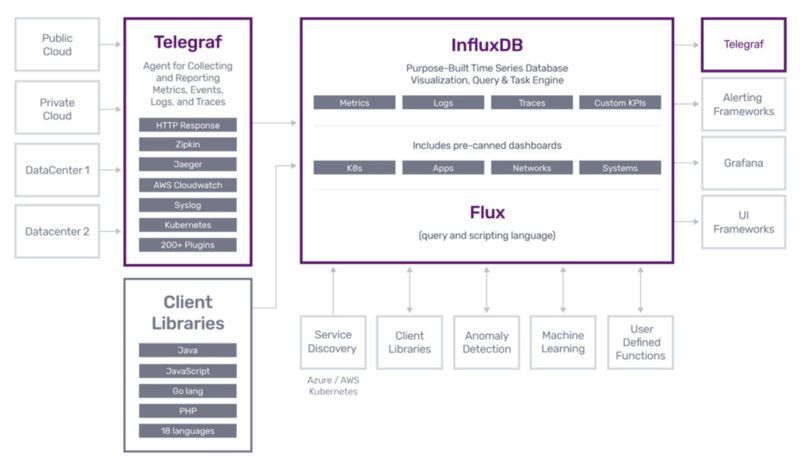 Public
Cloud
Private
Cloud
DataCenter 1
Datacenter 2
Telegraf
Agent for Collecting
and Reporting
Metrics, Events,
Logs, and Traces
HTTP Response
Zipkin
Jaeger
AWS Cloudwatch
Syslog
Kubernetes
200+ Plugins
Client
Libraries
Java
JavaScript
Go lang
PHP
18 languages
InfluxDB
Purpose-Built Time Series Database
Visualization, Query & Task Engine
Metrics
Logs
Traces
Custom KPIs
Includes pre-canned dashboards
K8s
Apps
Networks
Systems
Flux
(query and scripting language)
Service
Discovery
Azure / AWS
Kubernetes
Client
Libraries
Anomaly
Detection
Machine
Learning
User
Defined
Functions
Telegraf
Alerting
Frameworks
Grafana
UI
Frameworks